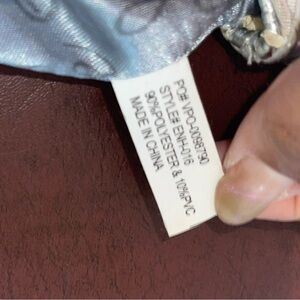 PO# VPO-0098790
STYLE# ENH-016
90%POLYESTER & 10%PVC
MADE IN CHINA